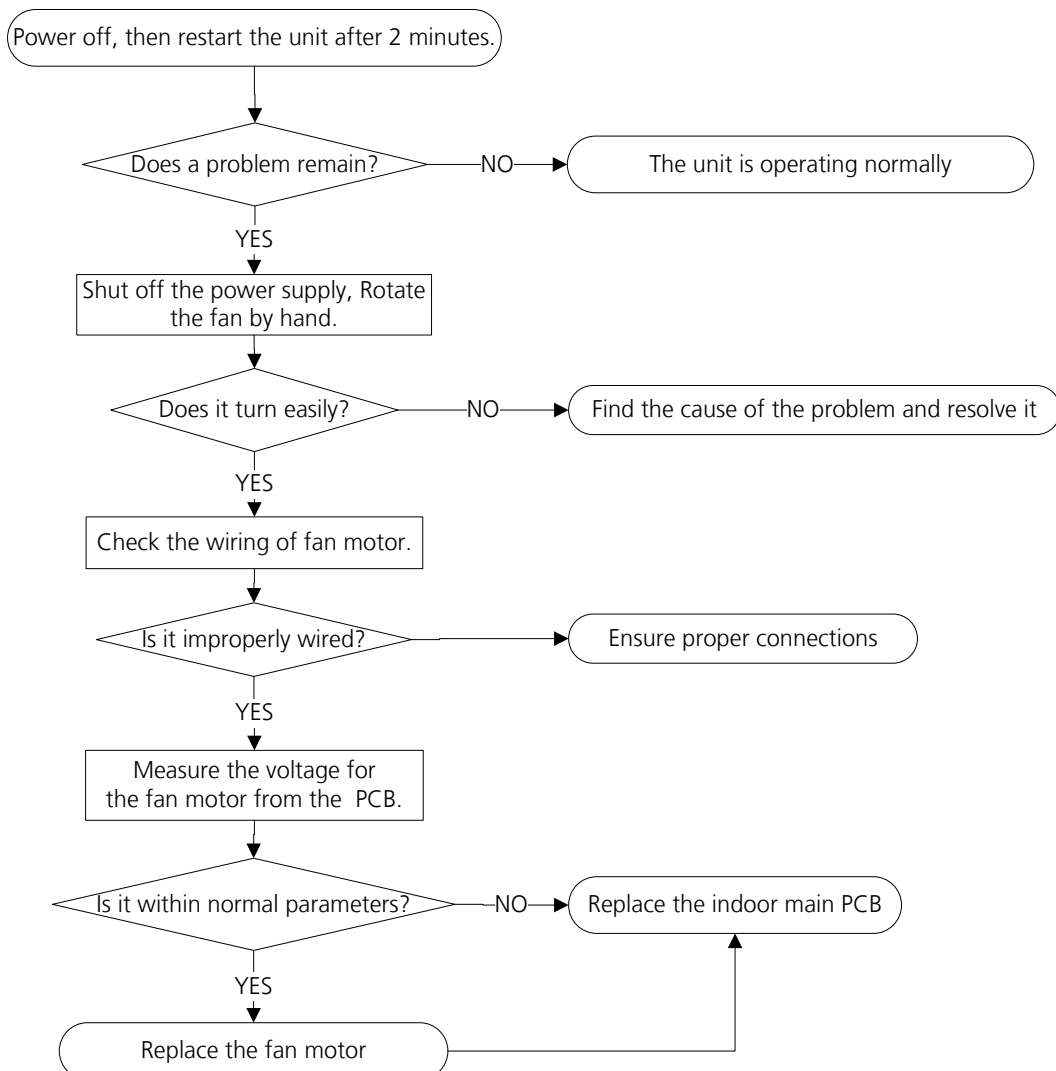 Power off, then restart the unit after 2 minutes.
Does a problem remain?
NO
The unit is operating normally
YES
Shut off the power supply, Rotate
the fan by hand.
Does it turn easily?
NO
Find the cause of the problem and resolve it
YES
Check the wiring of fan motor.
Is it improperly wired?
Ensure proper connections
YES
Measure the voltage for
the fan motor from the PCB.
Is it within normal parameters?
NO
Replace the indoor main PCB
YES
Replace the fan motor